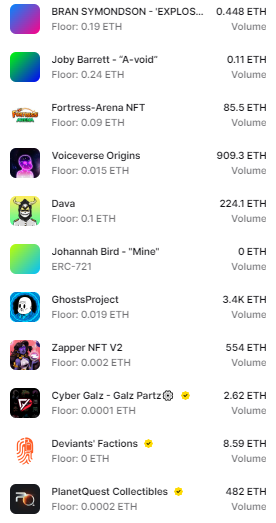 BRAN SYMONDSON - 'EXPLOS... 0.448 ETH
Floor: 0.19 ETH Volume
Joby Barrett - "A-void" 0.11 ETH
Floor: 0.24 ETH Volume
Fortress-Arena NFT 85.5 ETH
Floor: 0.09 ETH Volume
Voiceverse Origins 909.3 ETH
Floor: 0.015 ETH Volume
Dava 224.1 ETH
Floor: 0.1 ETH Volume
Johannah Bird - "Mine" 0 ETH
ERC-721 Volume
GhostsProject 3.4K ETH
Floor: 0.019 ETH Volume
Zapper NFT V2 554 ETH
Floor: 0.002 ETH Volume
Cyber Galz - Galz Partz 2.62 ETH
Floor: 0.0001 ETH Volume
Deviants' Factions 8.59 ETH
Floor: 0 ETH Volume
PlanetQuest Collectibles 482 ETH
Floor: 0.0002 ETH Volume